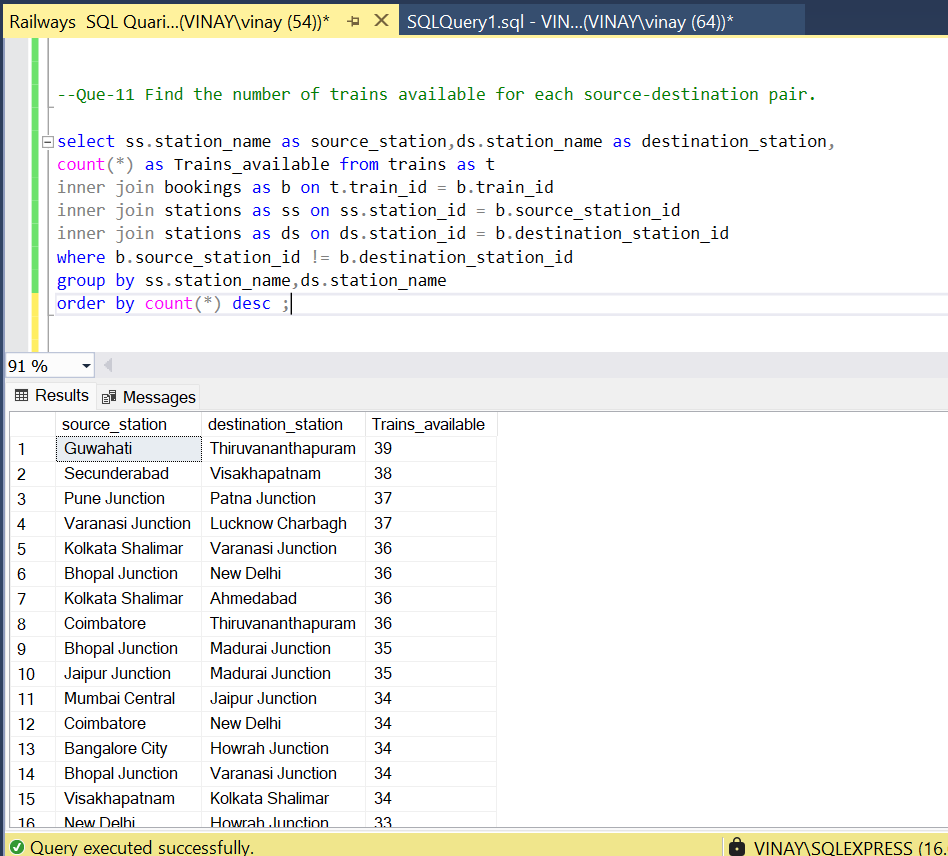 Railways SQL Quari...(VINAY\vinay (54))*
SQLQuery1.sql - VIN...(VINAY\vinay (64))*
--Que-11 Find the number of trains available for each source-destination pair.
select ss.station_name as source_station,ds.station_name as destination_station,
count(*) as Trains_available from trains as t
inner join bookings as b on t.train_id = b.train_id
inner join stations as ss on ss.station_id = b.source_station_id
inner join stations as ds on ds.station_id = b.destination_station_id
where b.source_station_id != b.destination_station_id
group by ss.station_name,ds.station_name
order by count(*) desc ;
91 %
Results Messages
source_station destination_station Trains_available
1 Guwahati Thiruvananthapuram 39
2 Secunderabad Visakhapatnam 38
3 Pune Junction Patna Junction 37
4 Varanasi Junction Lucknow Charbagh 37
5 Kolkata Shalimar Varanasi Junction 36
6 Bhopal Junction New Delhi 36
7 Kolkata Shalimar Ahmedabad 36
8 Coimbatore Thiruvananthapuram 36
9 Bhopal Junction Madurai Junction 35
10 Jaipur Junction Madurai Junction 35
11 Mumbai Central Jaipur Junction 34
12 Coimbatore New Delhi 34
13 Bangalore City Howrah Junction 34
14 Bhopal Junction Varanasi Junction 34
15 Visakhapatnam Kolkata Shalimar 34
16 New Delhi Howrah Junction 33
Query executed successfully.
VINAY\SQLEXPRESS (16.